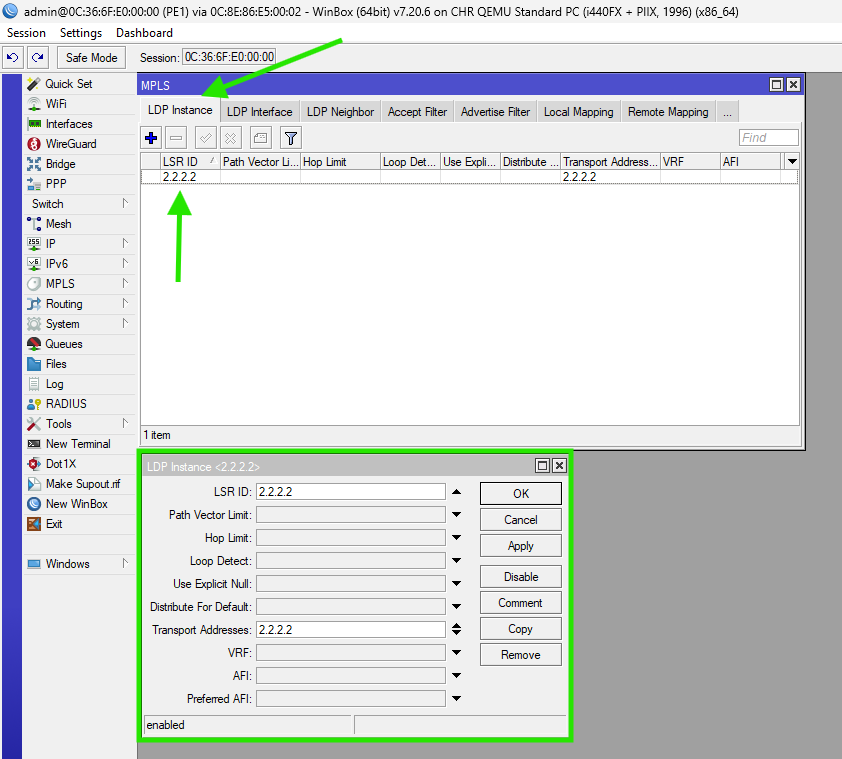 admin@0C:36:6F:E0:00:00 (PE1) via 0C:8E:86:E5:00:02 - WinBox (64bit) v7.20.6 on CHR QEMU Standard PC (i440FX + PIIX, 1996) (x86_64)
Session Settings Dashboard
Safe Mode Session: 0C:36:6F:E0:00:00
Quick Set
WiFi
Interfaces
WireGuard
Bridge
PPP
Switch
Mesh
IP
IPv6
MPLS
Routing
System
Queues
Files
Log
RADIUS
Tools
New Terminal
Dot1X
Make Supout.rif
New WinBox
Exit
Windows
MPLS
LDP Instance LDP Interface LDP Neighbor Accept Filter Advertise Filter Local Mapping Remote Mapping ...
Find
LSR ID Path Vector Li... Hop Limit Loop Det... Use Expli... Distribute ... Transport Address... VRF AFI
2.2.2.2 2.2.2.2
1 item
LDP Instance <2.2.2.2>
LSR ID: 2.2.2.2
Path Vector Limit:
Hop Limit:
Loop Detect:
Use Explicit Null:
Distribute For Default:
Transport Addresses: 2.2.2.2
VRF:
AFI:
Preferred AFI:
OK
Cancel
Apply
Disable
Comment
Copy
Remove
enabled